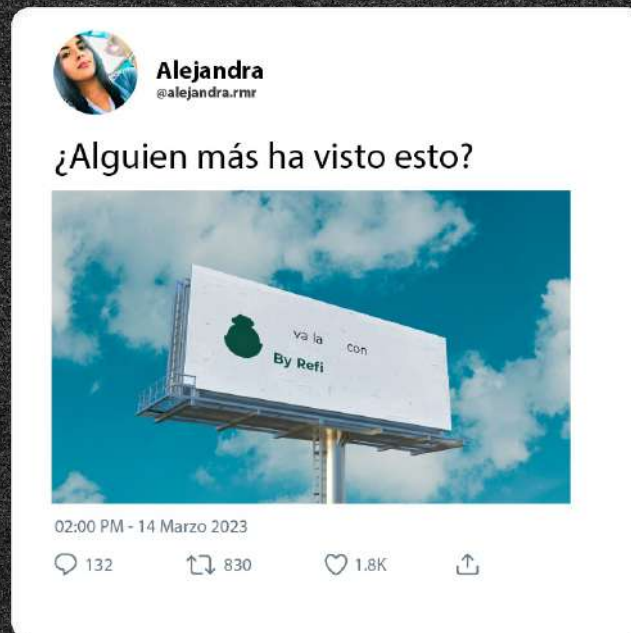 Alejandra
@alejandra.rmr
¿Alguien más ha visto esto?
va la con
By Refi
02:00 PM - 14 Marzo 2023
132 830 1.8K